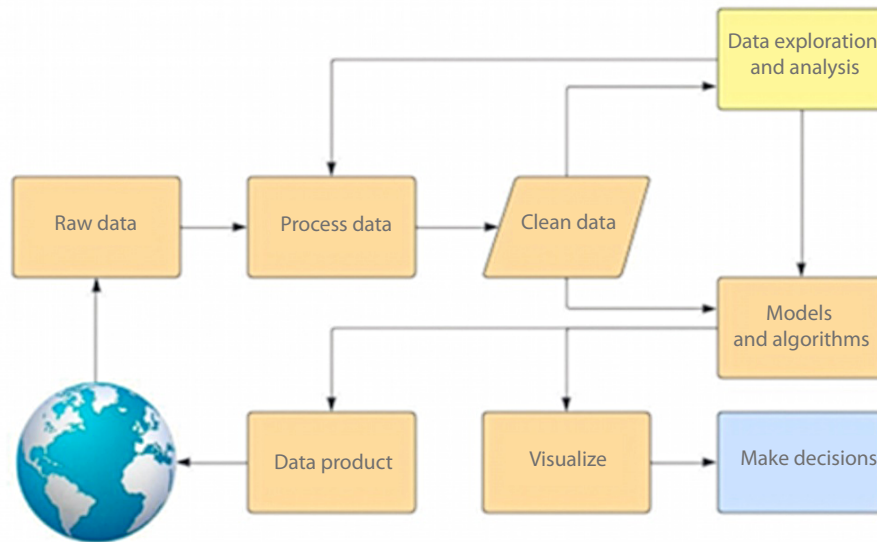 Data exploration
and analysis
Raw data
Process data
Clean data
Models
and algorithms
Data product
Visualize
Make decisions